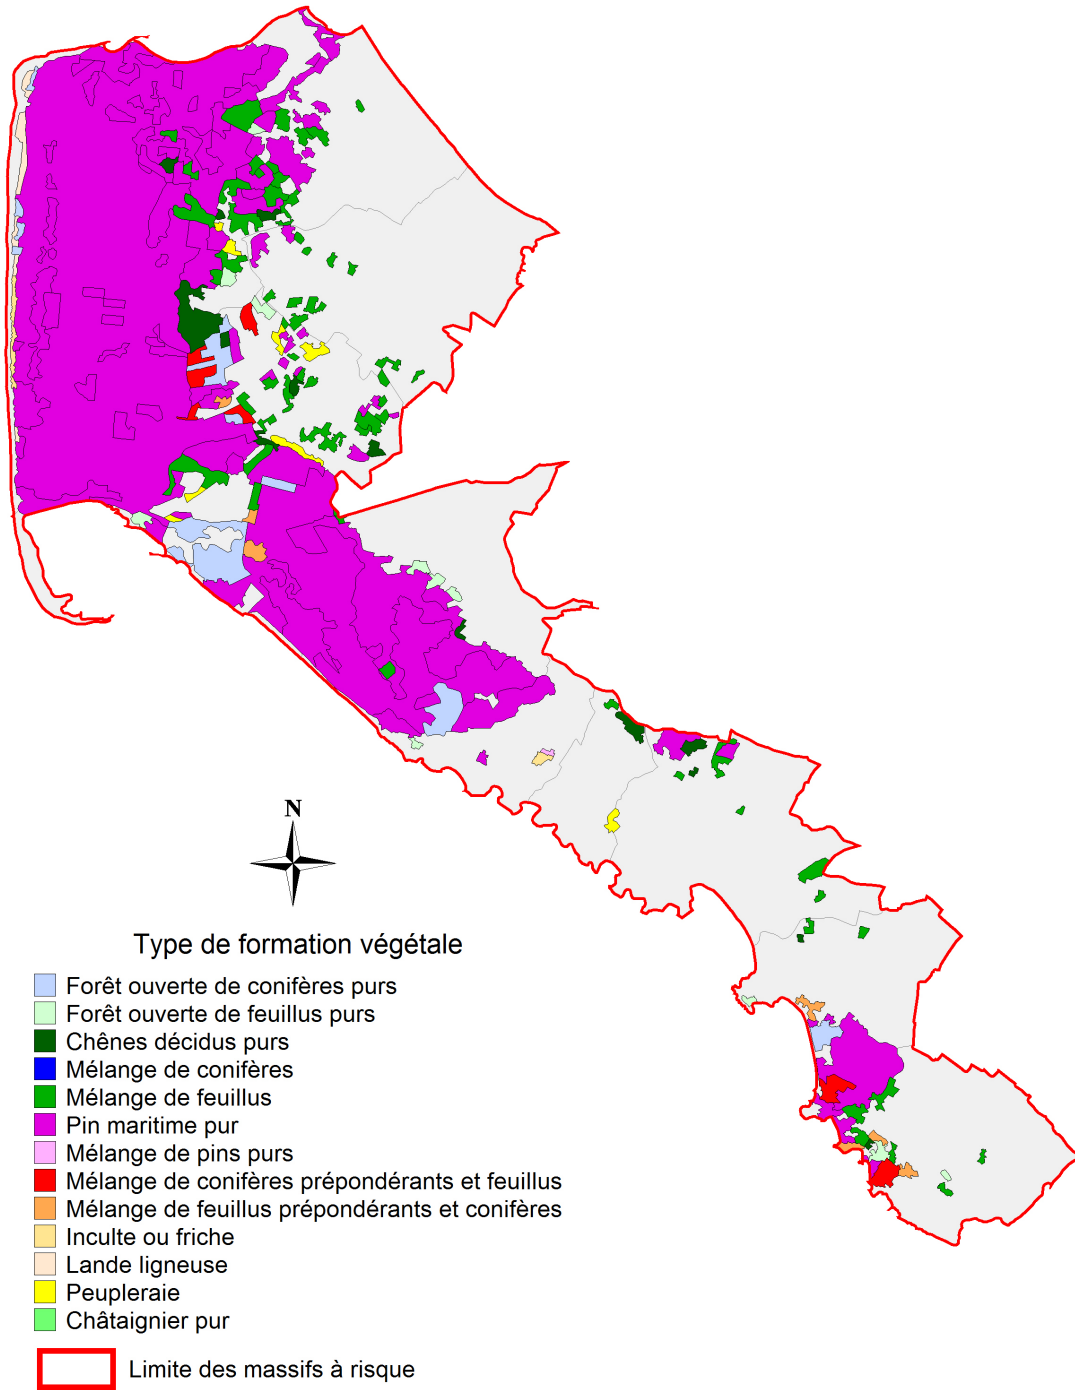 N
Type de formation végétale
Forêt ouverte de conifères purs
Forêt ouverte de feuillus purs
Chênes décidus purs
Mélange de conifères
Mélange de feuillus
Pin maritime pur
Mélange de pins purs
Mélange de conifères prépondérants et feuillus
Mélange de feuillus prépondérants et conifères
Inculte ou friche
Lande ligneuse
Peupleraie
Châtaignier pur
Limite des massifs à risque